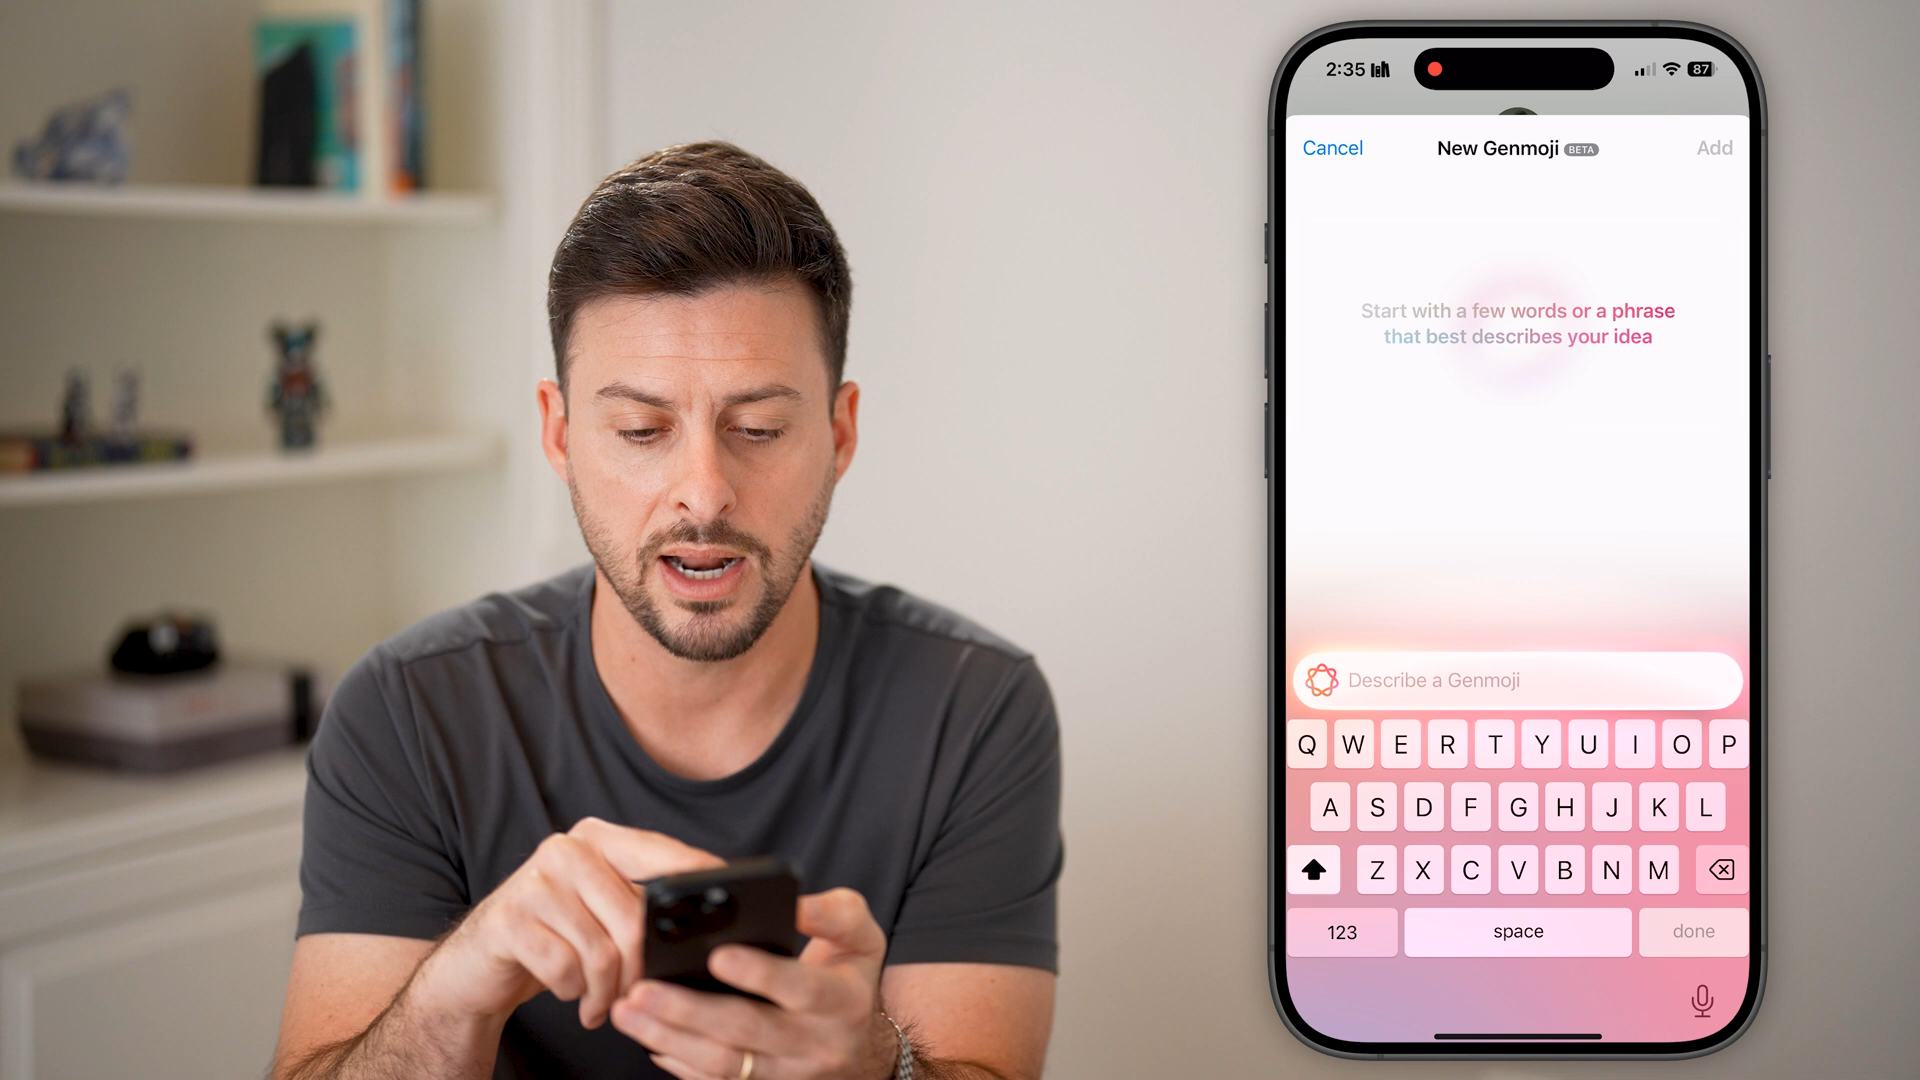 2:35
87
Cancel
New Genmoji BETA
Add
Start with a few words or a phrase
that best describes your idea
Describe a Genmoji
Q W E R T Y U I O P
A S D F G H J K L
Z X C V B N M
123
space
done